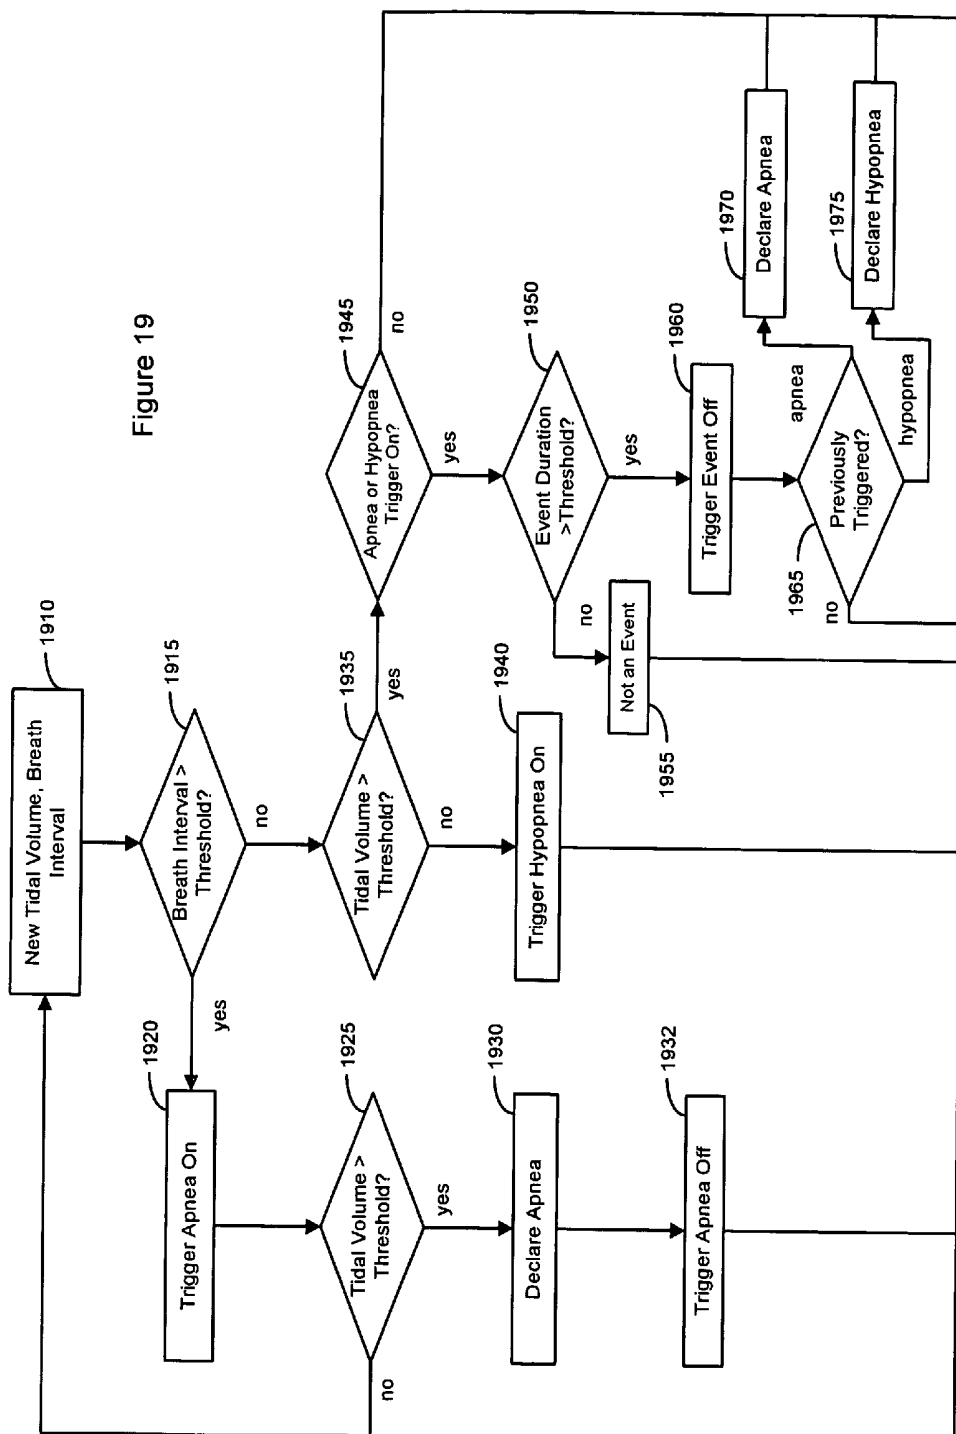 Figure 19
1910
New Tidal Volume, Breath
Interval
1915
Breath Interval >
Threshold?
yes
no
1920
Trigger Apnea On
1925
Tidal Volume >
Threshold?
no
yes
1930
Declare Apnea
1932
Trigger Apnea Off
1935
Tidal Volume >
Threshold?
yes
no
1940
Trigger Hypopnea On
1945
Apnea or Hypopnea
Trigger On?
no
yes
1950
Event Duration
>Threshold?
no
yes
Not an Event
1955
1960
Trigger Event Off
1965
Previously
Triggered?
no
apnea
hypopnea
1970
Declare Apnea
1975
Declare Hypopnea